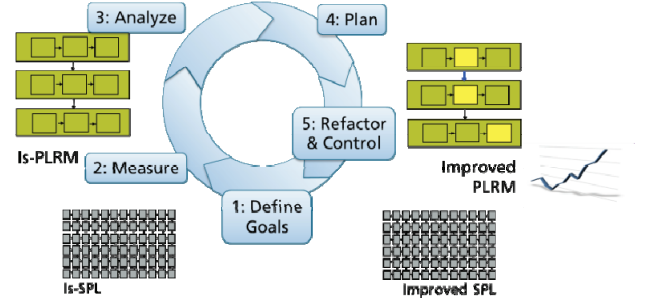 3: Analyze
4: Plan
Is-PLRM
5: Refactor
& Control
2: Measure
Improved
PLRM
1: Define
Goals
Is-SPL
Improved SPL